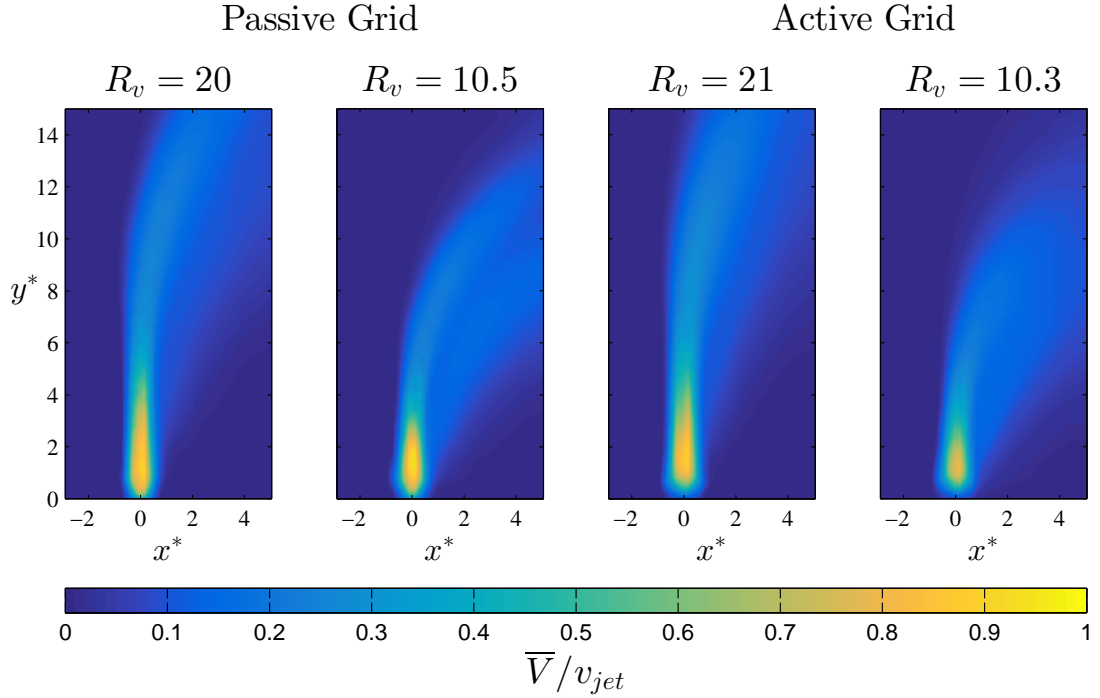 Passive Grid Active Grid
R_v = 20 R_v = 10.5 R_v = 21 R_v = 10.3
14
12
10
y* 8
6
4
2
0
−2 0 2 4 −2 0 2 4 −2 0 2 4 −2 0 2 4
x* x* x* x*
0 0.1 0.2 0.3 0.4 0.5 0.6 0.7 0.8 0.9 1
V̅/v_jet